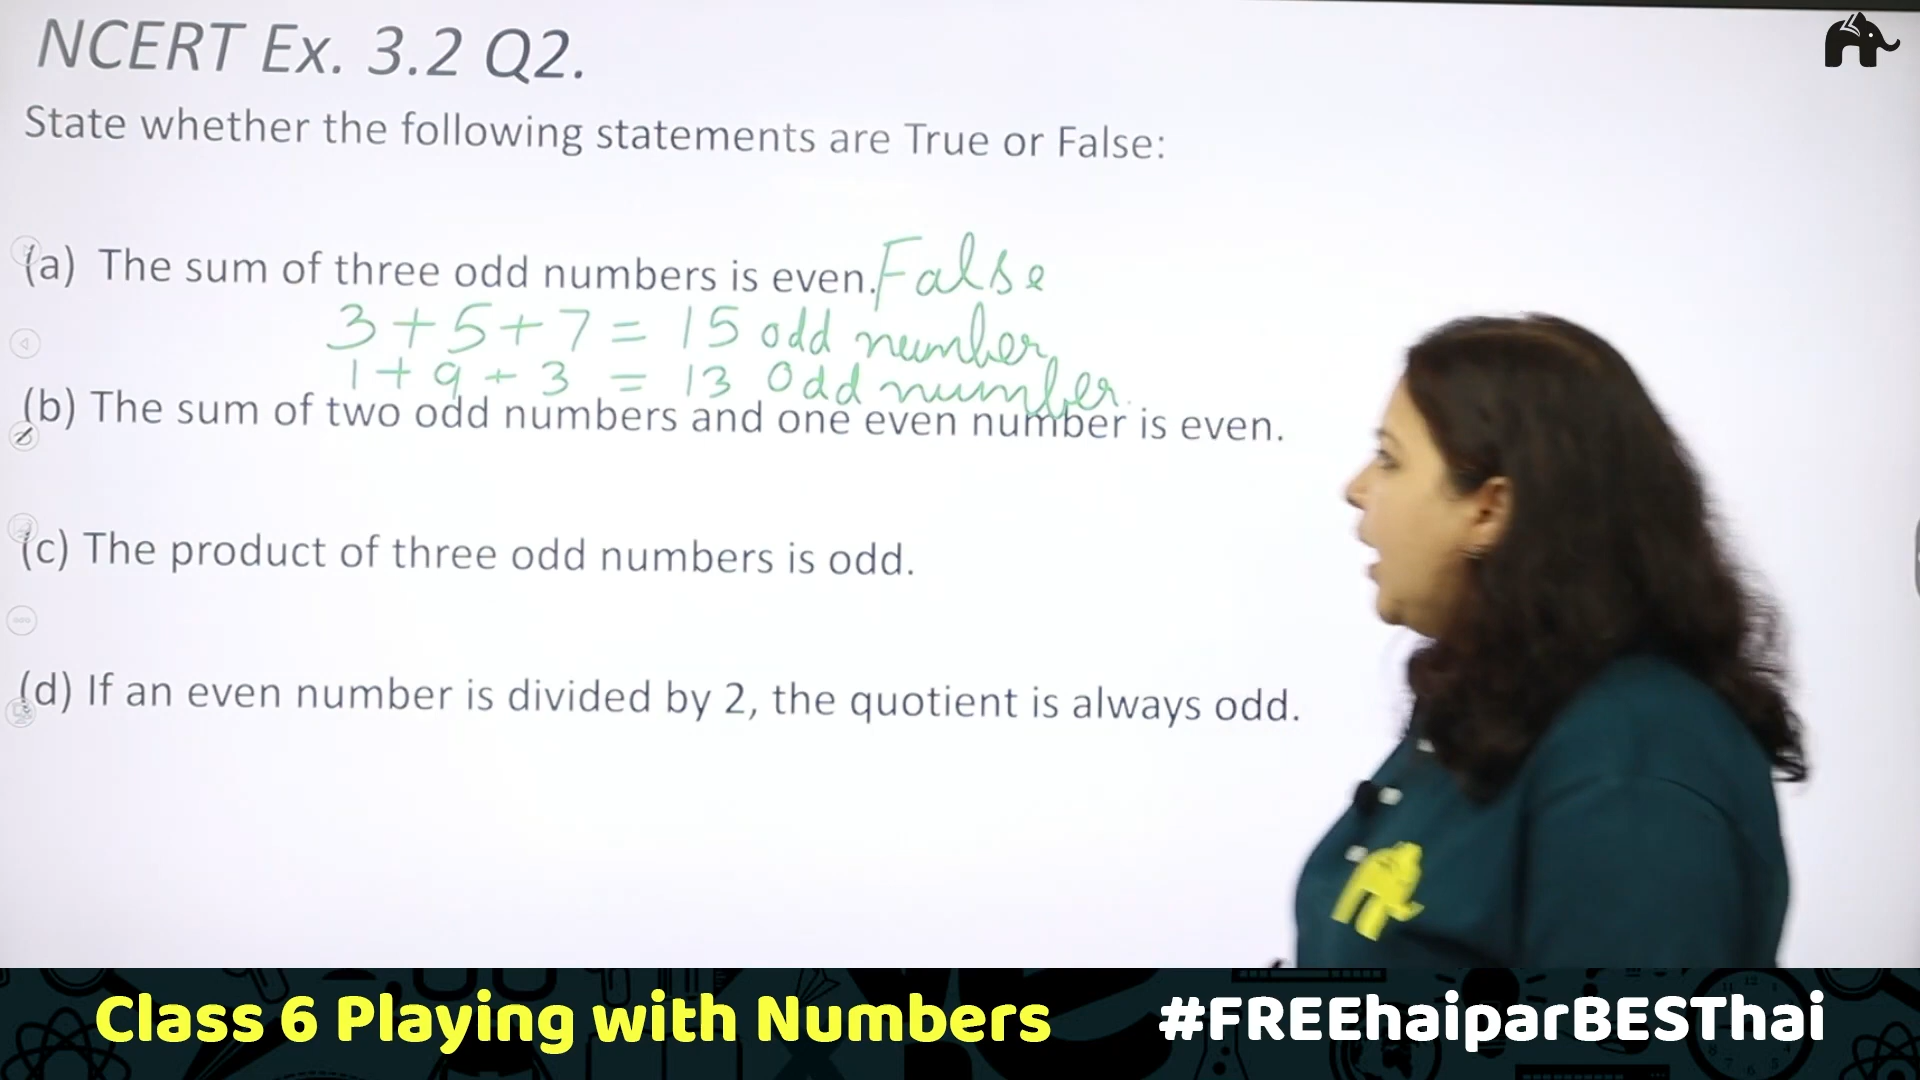 NCERT Ex. 3.2 Q2.
State whether the following statements are True or False:
(a) The sum of three odd numbers is even. False
3 + 5 + 7 = 15 odd number
1 + 9 + 3 = 13 Odd number.
(b) The sum of two odd numbers and one even number is even.
(c) The product of three odd numbers is odd.
(d) If an even number is divided by 2, the quotient is always odd.
Class 6 Playing with Numbers #FREEhaiparBESThai